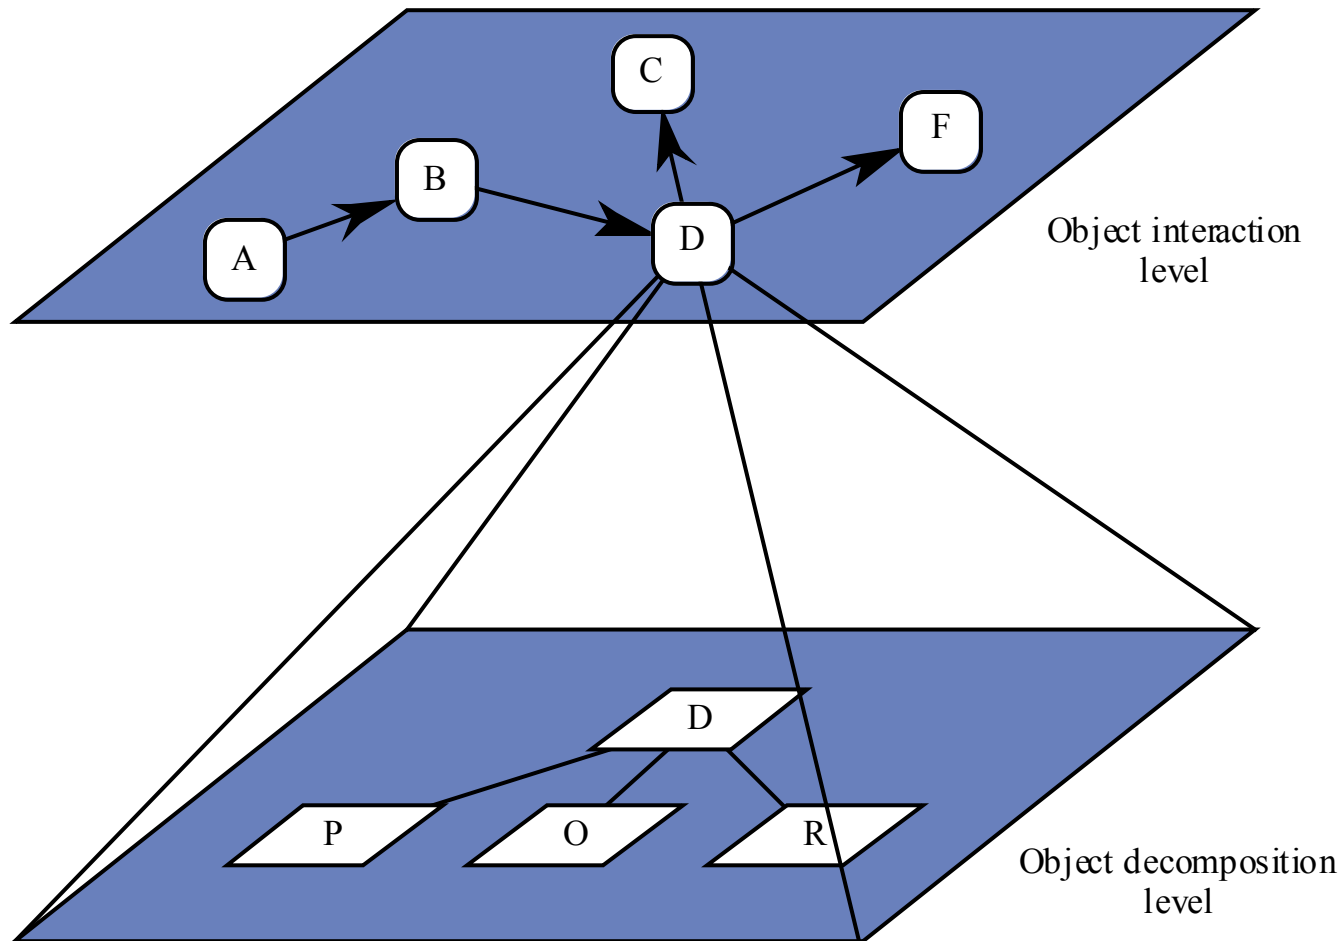 C
F
B
D
A
Object interaction
level
D
P
O
R
Object decomposition
level